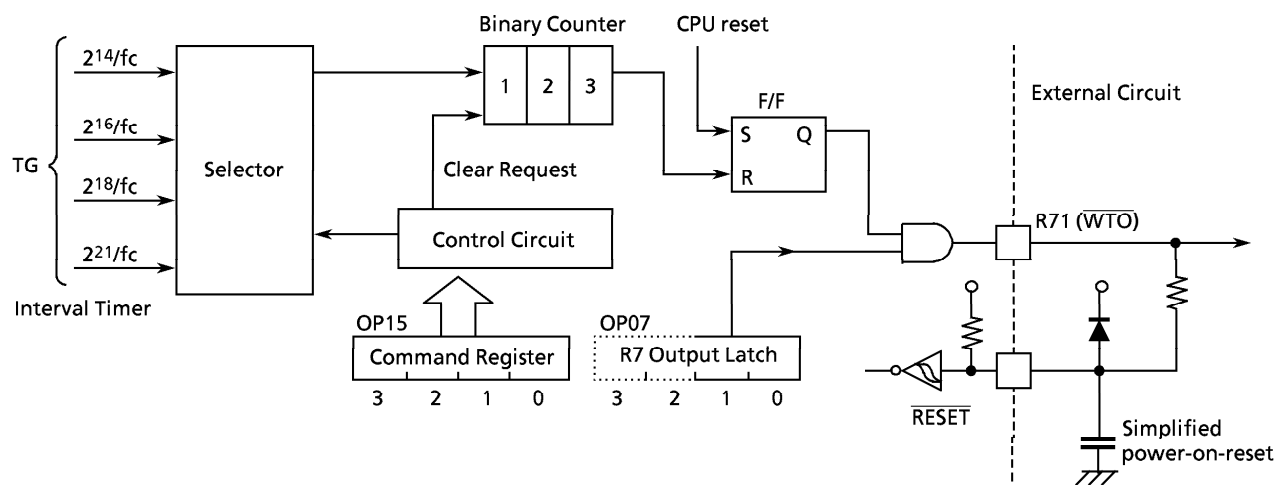 Binary Counter
CPU reset
2¹⁴/fc
1 2 3
External Circuit
F/F
2¹⁶/fc
S Q
TG
Selector
Clear Request
R
2¹⁸/fc
R71 (W̅T̅O̅)
Control Circuit
2²¹/fc
Interval Timer
OP15
OP07
Command Register
R7 Output Latch
3 2 1 0
3 2 1 0
R̅E̅S̅E̅T̅
Simplified
power-on-reset